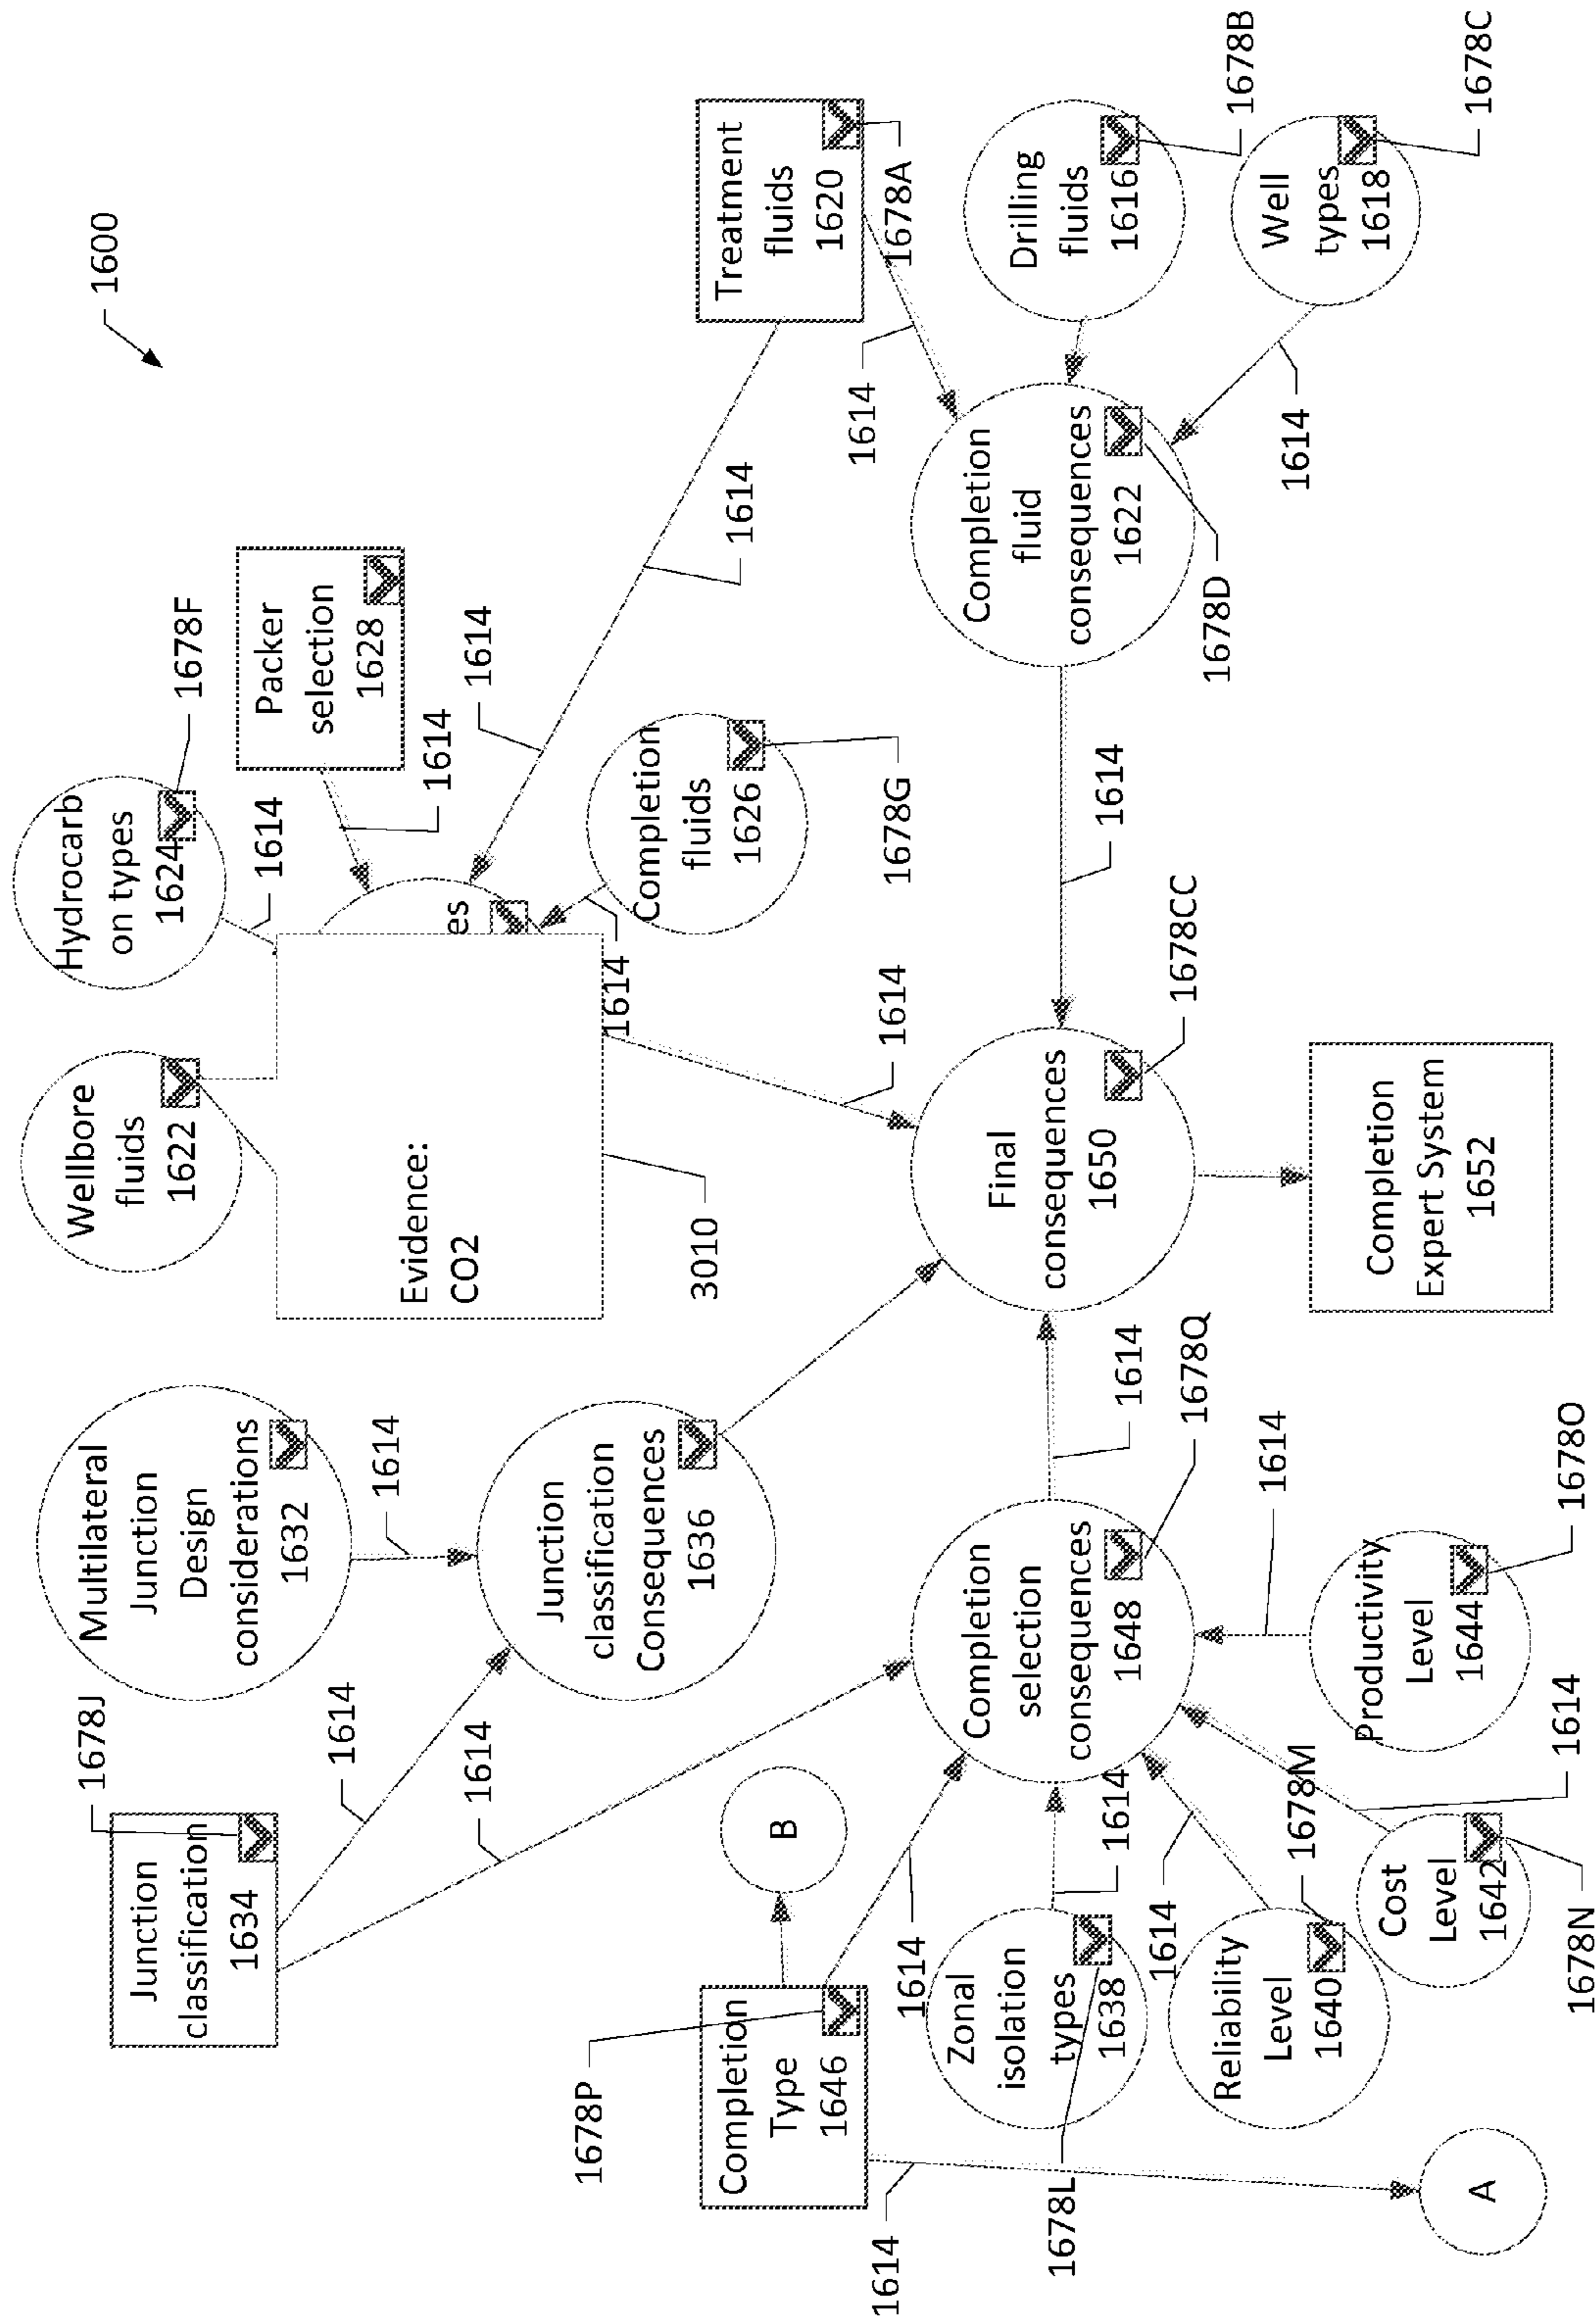 1600
Hydrocarb
on types
1624
1678F
1614
Packer
selection
1628
1614
1614
1614
Treatment
fluids
1620
1678A
1614
Drilling
fluids
1616
1678B
Well
types
1618
1678C
1614
Completion
fluid
consequences
1622
1678D
1614
Completion
fluids
1626
1678G
1614
es
Wellbore
fluids
1622
Evidence:
CO2
3010
1614
Final
consequences
1650
1678CC
Completion
Expert System
1652
Multilateral
Junction
Design
considerations
1632
1614
Junction
classification
Consequences
1636
Junction
classification
1634
1678J
1614
1614
Completion
selection
consequences
1648
1678Q
1614
B
Completion
Type
1646
1678P
1614
1614
A
Zonal
isolation
types
1638
1678L
1614
Reliability
Level
1640
1678M
1614
Cost
Level
1642
1678N
1614
Productivity
Level
1644
1678O
1614